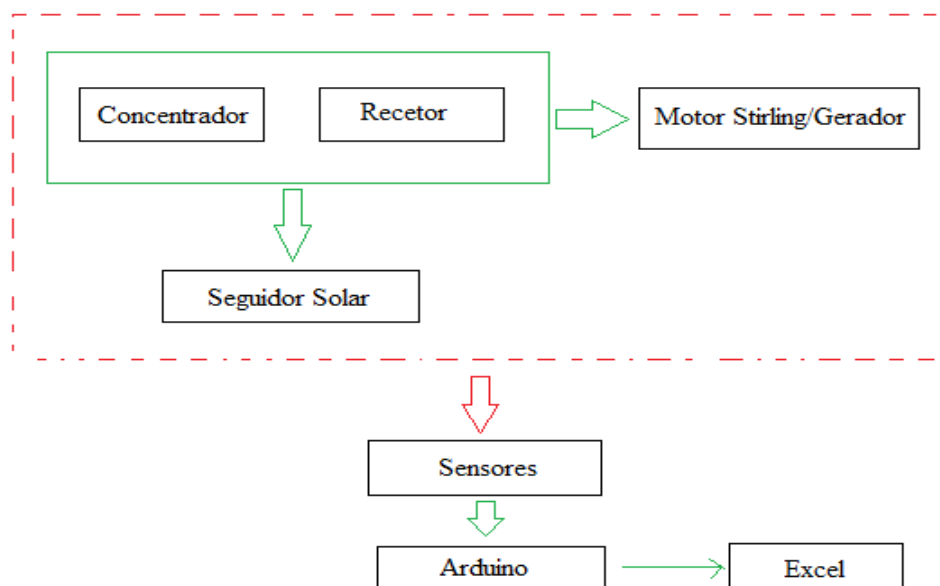 Concentrador
Recetor
Motor Stirling/Gerador
Seguidor Solar
Sensores
Arduino
Excel